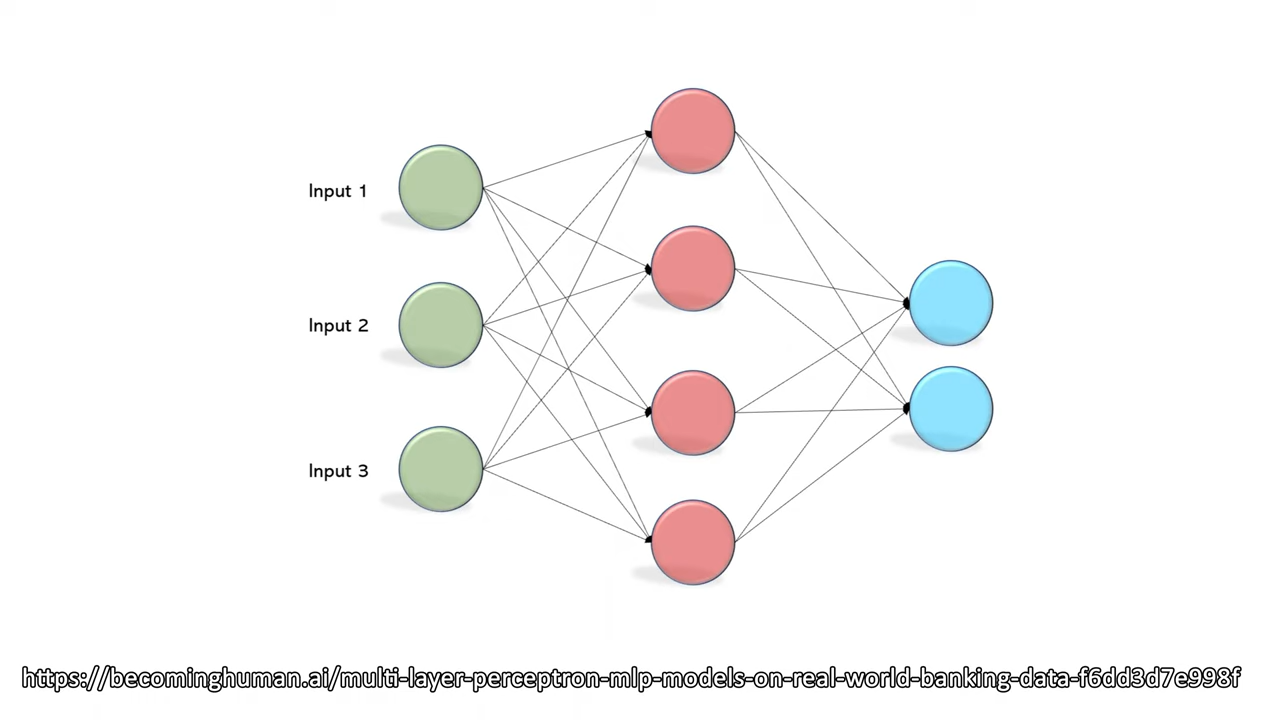 Input 1
Input 2
Input 3
https://becominghuman.ai/multi-layer-perceptron-mlp-models-on-real-world-banking-data-f6dd3d7e998f